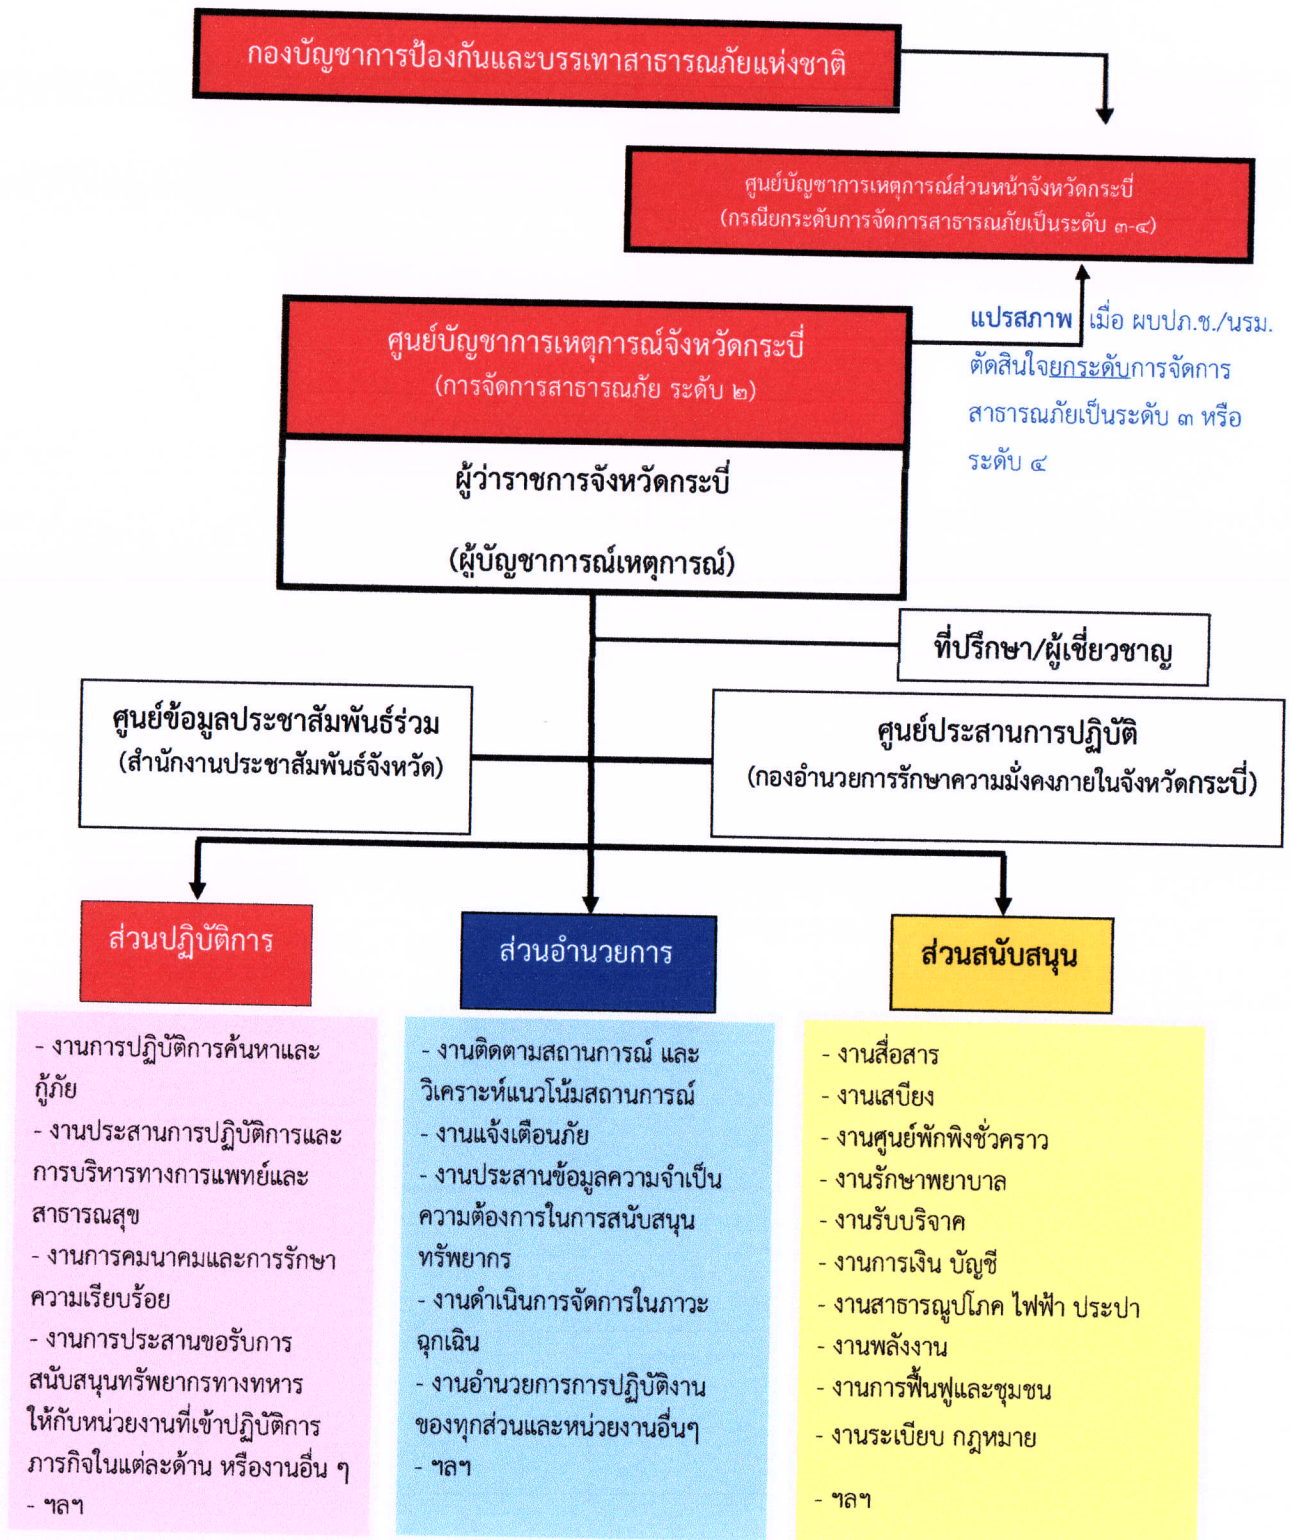 กองบัญชาการป้องกันและบรรเทาสาธารณภัยแห่งชาติ
ศูนย์บัญชาการเหตุการณ์ส่วนหน้าจังหวัดกระบี่
(กรณียกระดับการจัดการสาธารณภัยเป็นระดับ ๓-๔)
ศูนย์บัญชาการเหตุการณ์จังหวัดกระบี่
(การจัดการสาธารณภัย ระดับ ๒)
ผู้ว่าราชการจังหวัดกระบี่
(ผู้บัญชาการณ์เหตุการณ์)
แปรสภาพ เมื่อ ผบปภ.ช./นรม.
ตัดสินใจยกระดับการจัดการ
สาธารณภัยเป็นระดับ ๓ หรือ
ระดับ ๔
ที่ปรึกษา/ผู้เชี่ยวชาญ
ศูนย์ข้อมูลประชาสัมพันธ์ร่วม
(สำนักงานประชาสัมพันธ์จังหวัด)
ศูนย์ประสานการปฏิบัติ
(กองอำนวยการรักษาความมั่งคงภายในจังหวัดกระบี่)
ส่วนปฏิบัติการ
- งานการปฏิบัติการค้นหาและ
กู้ภัย
- งานประสานการปฏิบัติการและ
การบริหารทางการแพทย์และ
สาธารณสุข
- งานการคมนาคมและการรักษา
ความเรียบร้อย
- งานการประสานขอรับการ
สนับสนุนทรัพยากรทางทหาร
ให้กับหน่วยงานที่เข้าปฏิบัติการ
ภารกิจในแต่ละด้าน หรืองานอื่น ๆ
- ฯลฯ
ส่วนอำนวยการ
- งานติดตามสถานการณ์ และ
วิเคราะห์แนวโน้มสถานการณ์
- งานแจ้งเตือนภัย
- งานประสานข้อมูลความจำเป็น
ความต้องการในการสนับสนุน
ทรัพยากร
- งานดำเนินการจัดการในภาวะ
ฉุกเฉิน
- งานอำนวยการการปฏิบัติงาน
ของทุกส่วนและหน่วยงานอื่นๆ
- ฯลฯ
ส่วนสนับสนุน
- งานสื่อสาร
- งานเสบียง
- งานศูนย์พักพิงชั่วคราว
- งานรักษาพยาบาล
- งานรับบริจาค
- งานการเงิน บัญชี
- งานสาธารณูปโภค ไฟฟ้า ประปา
- งานพลังงาน
- งานการฟื้นฟูและชุมชน
- งานระเบียบ กฎหมาย
- ฯลฯ